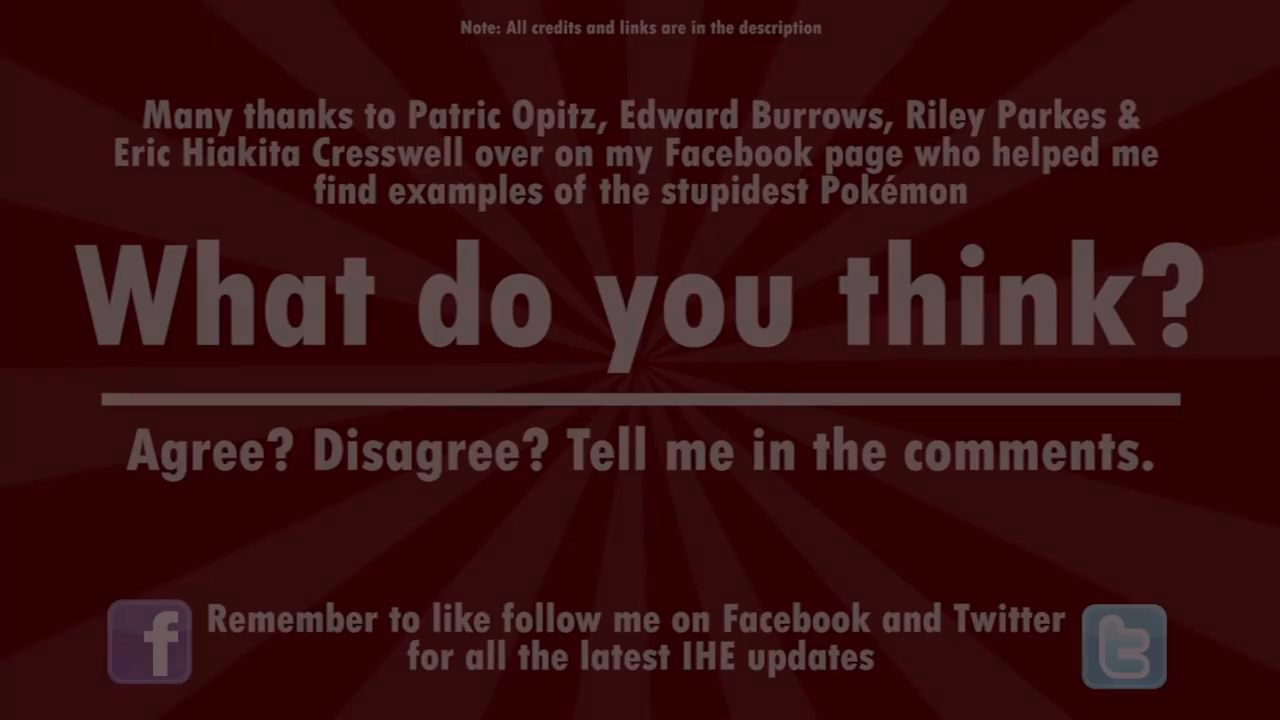 Note: All credits and links are in the description
Many thanks to Patric Opitz, Edward Burrows, Riley Parkes &
Eric Hiakita Cresswell over on my Facebook page who helped me
find examples of the stupidest Pokémon
What do you think?
Agree? Disagree? Tell me in the comments.
Remember to like follow me on Facebook and Twitter
for all the latest IHE updates